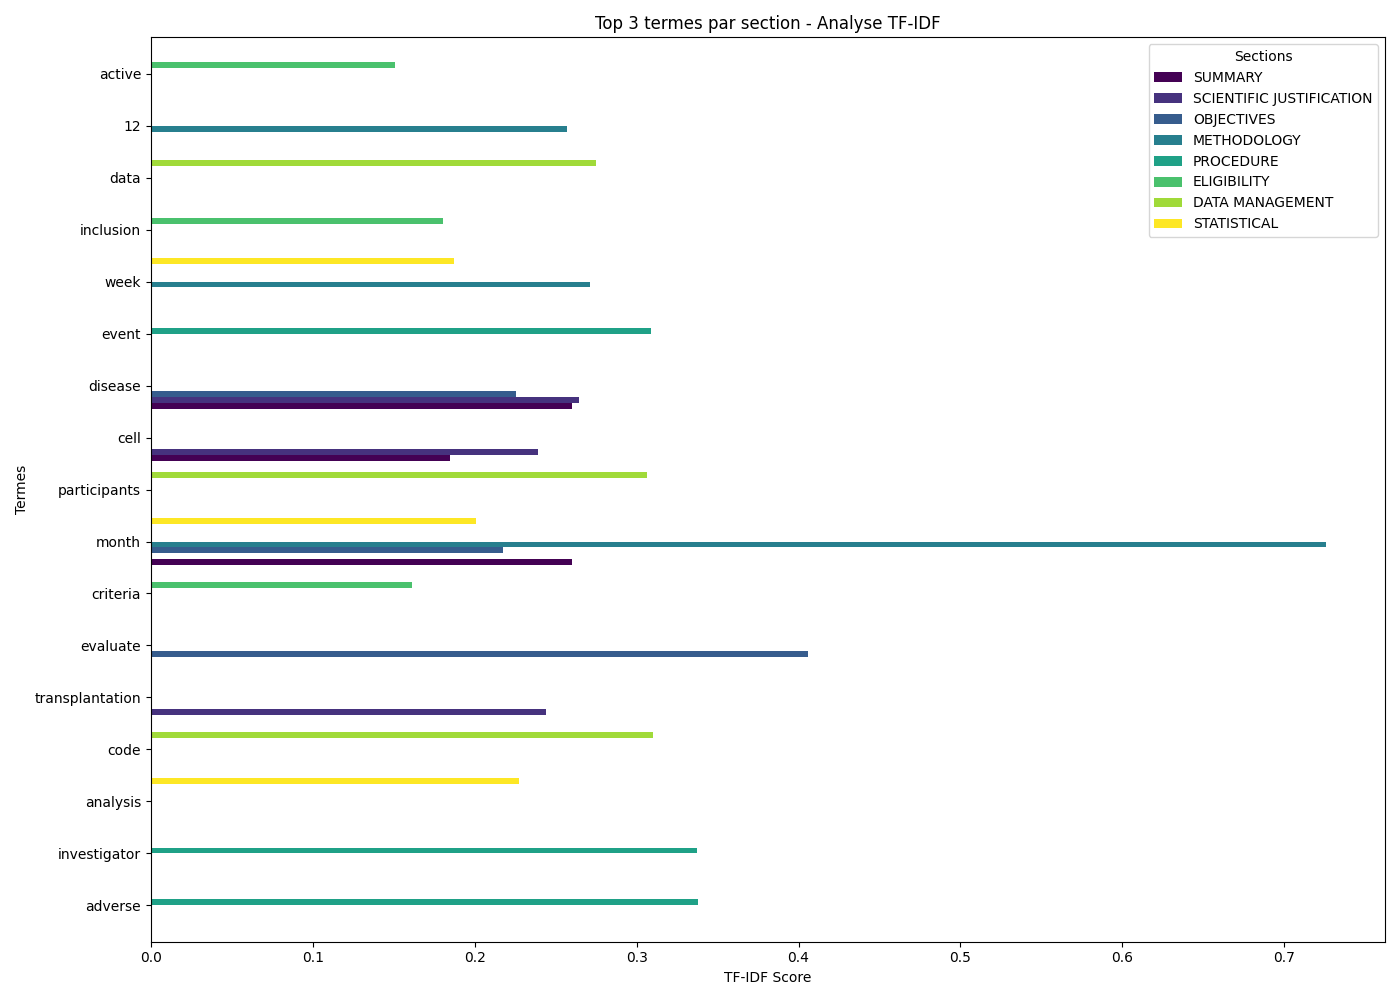 Top 3 termes par section - Analyse TF-IDF
Sections
SUMMARY
SCIENTIFIC JUSTIFICATION
OBJECTIVES
METHODOLOGY
PROCEDURE
ELIGIBILITY
DATA MANAGEMENT
STATISTICAL
Termes
active
12
data
inclusion
week
event
disease
cell
participants
month
criteria
evaluate
transplantation
code
analysis
investigator
adverse
0.0 0.1 0.2 0.3 0.4 0.5 0.6 0.7
TF-IDF Score